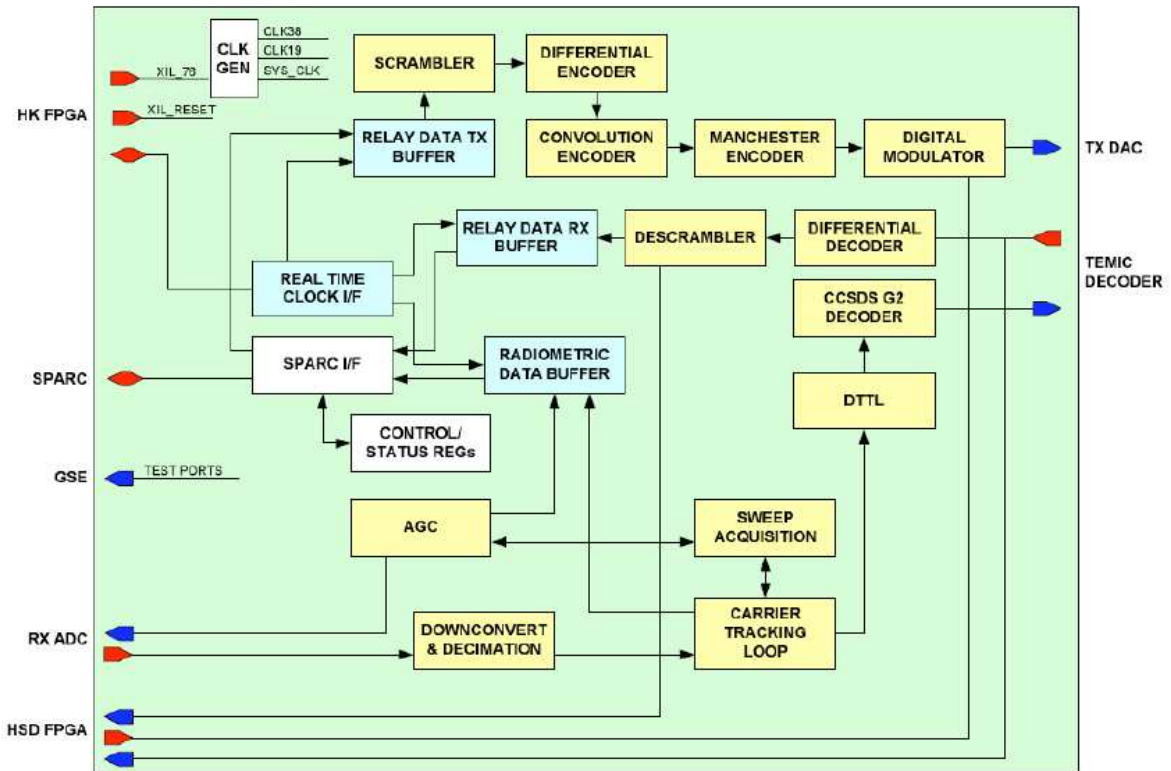 CLK38
CLK
GEN
CLK19
XIL_76
SYS_CLK
HK FPGA
XIL_RESET
SCRAMBLER
DIFFERENTIAL
ENCODER
RELAY DATA TX
BUFFER
CONVOLUTION
ENCODER
MANCHESTER
ENCODER
DIGITAL
MODULATOR
TX DAC
RELAY DATA RX
BUFFER
DESCRAMBLER
DIFFERENTIAL
DECODER
TEMIC
DECODER
REAL TIME
CLOCK I/F
CCSDS G2
DECODER
SPARC
SPARC I/F
RADIOMETRIC
DATA BUFFER
DTTL
CONTROL/
STATUS REGs
GSE
TEST PORTS
AGC
SWEEP
ACQUISITION
RX ADC
DOWNCONVERT
& DECIMATION
CARRIER
TRACKING
LOOP
HSD FPGA